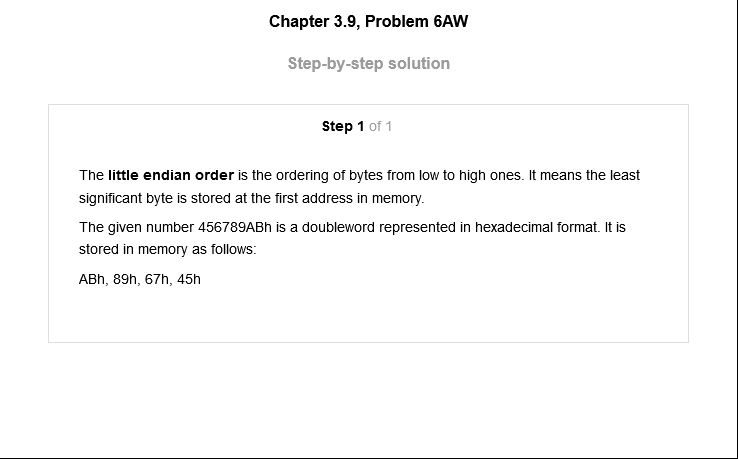 Chapter 3.9, Problem 6AW
Step-by-step solution
Step 1 of 1
The little endian order is the ordering of bytes from low to high ones. It means the least
significant byte is stored at the first address in memory.
The given number 456789ABh is a doubleword represented in hexadecimal format. It is
stored in memory as follows:
ABh, 89h, 67h, 45h